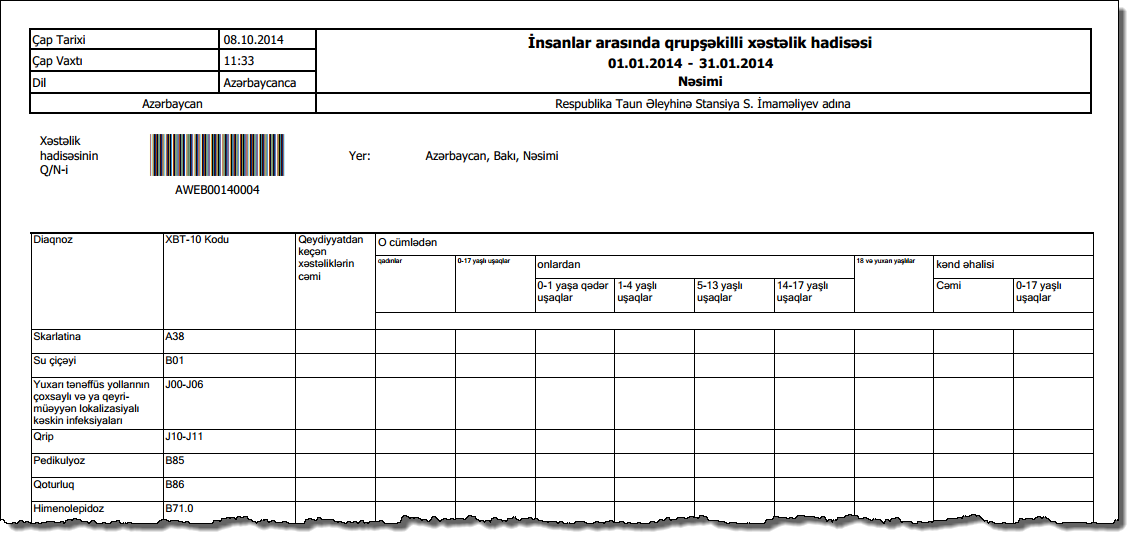 Çap Tarixi
08.10.2014
Çap Vaxtı
11:33
Dil
Azərbaycanca
İnsanlar arasında qrupşəkilli xəstəlik hadisəsi
01.01.2014 - 31.01.2014
Nəsimi
Azərbaycan
Respublika Taun Əleyhinə Stansiya S. İmaməliyev adına
Xəstəlik
hadisəsinin
Q/N-i
AWEB00140004
Yer:
Azərbaycan, Bakı, Nəsimi
Diaqnoz
XBT-10 Kodu
Qeydiyyatdan
keçən
xəstəliklərin
cəmi
O cümlədən
qadınlar
0-17 yaşlı uşaqlar
onlardan
18 və yuxarı yaşlılar
kənd əhalisi
0-1 yaşa qədər
uşaqlar
1-4 yaşlı
uşaqlar
5-13 yaşlı
uşaqlar
14-17 yaşlı
uşaqlar
Cəmi
0-17 yaşlı
uşaqlar
Skarlatina
A38
Su çiçəyi
B01
Yuxarı tənəffüs yollarının
çoxsaylı və ya qeyri-
müəyyən lokalizasiyalı
kəskin infeksiyaları
J00-J06
Qrip
J10-J11
Pedikulyoz
B85
Qoturluq
B86
Himenolepidoz
B71.0